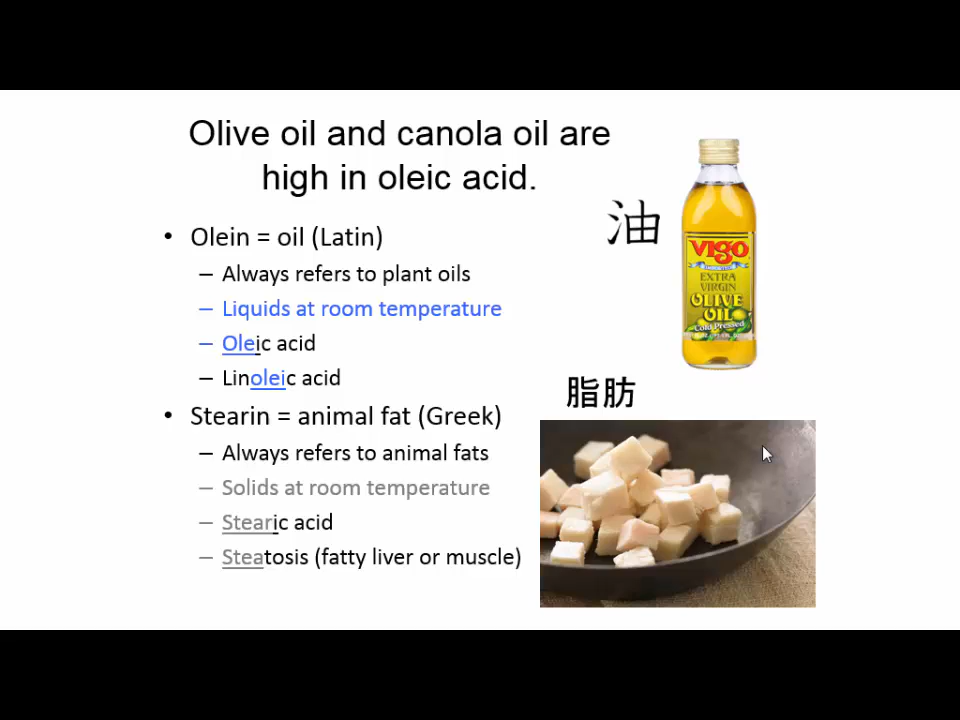 Olive oil and canola oil are
high in oleic acid.
• Olein = oil (Latin)
– Always refers to plant oils
– Liquids at room temperature
– Oleic acid
– Linoleic acid
• Stearin = animal fat (Greek)
– Always refers to animal fats
– Solids at room temperature
– Stearic acid
– Steatosis (fatty liver or muscle)
油
VIGO
EXTRA
VIRGIN
OLIVE
OIL
Cold Pressed
脂肪